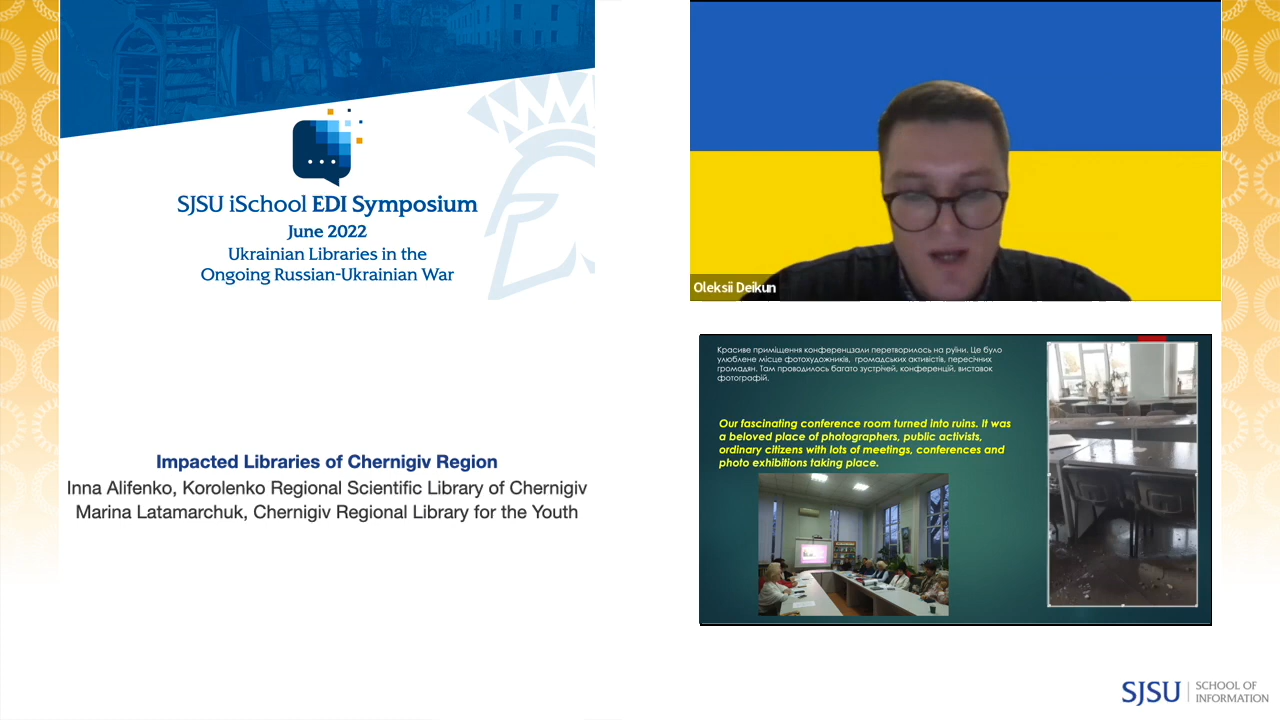 SJSU iSchool EDI Symposium
June 2022
Ukrainian Libraries in the
Ongoing Russian-Ukrainian War
Impacted Libraries of Chernigiv Region
Inna Alifenko, Korolenko Regional Scientific Library of Chernigiv
Marina Latamarchuk, Chernigiv Regional Library for the Youth
Oleksii Deikun
Красиве приміщення конференцзали перетворилось на руїни. Це було
улюблене місце фотохудожників, громадських активістів, пересічних
громадян. Там проводилось багато зустрічей, конференцій, виставок
фотографій.
Our fascinating conference room turned into ruins. It was
a beloved place of photographers, public activists,
ordinary citizens with lots of meetings, conferences and
photo exhibitions taking place.
SJSU | SCHOOL OF
INFORMATION